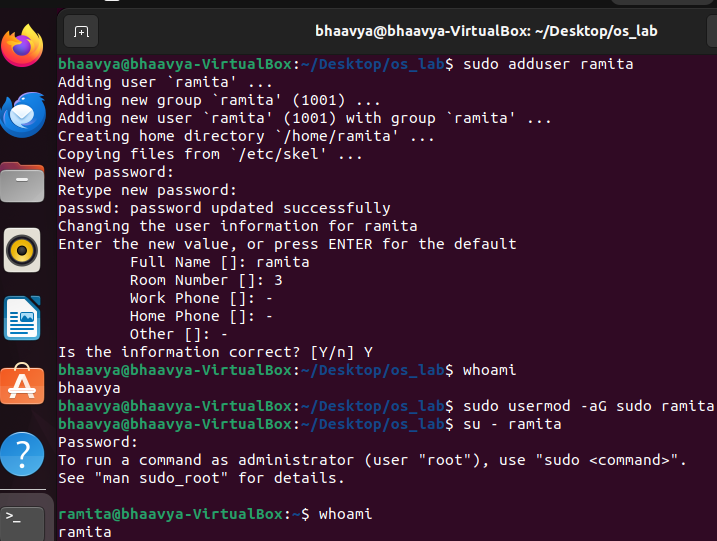 bhaavya@bhaavya-VirtualBox: ~/Desktop/os_lab
bhaavya@bhaavya-VirtualBox:~/Desktop/os_lab$ sudo adduser ramita
Adding user `ramita' ...
Adding new group `ramita' (1001) ...
Adding new user `ramita' (1001) with group `ramita' ...
Creating home directory `/home/ramita' ...
Copying files from `/etc/skel' ...
New password:
Retype new password:
passwd: password updated successfully
Changing the user information for ramita
Enter the new value, or press ENTER for the default
        Full Name []: ramita
        Room Number []: 3
        Work Phone []: -
        Home Phone []: -
        Other []: -
Is the information correct? [Y/n] Y
bhaavya@bhaavya-VirtualBox:~/Desktop/os_lab$ whoami
bhaavya
bhaavya@bhaavya-VirtualBox:~/Desktop/os_lab$ sudo usermod -aG sudo ramita
bhaavya@bhaavya-VirtualBox:~/Desktop/os_lab$ su - ramita
Password:
To run a command as administrator (user "root"), use "sudo <command>".
See "man sudo_root" for details.
ramita@bhaavya-VirtualBox:~$ whoami
ramita